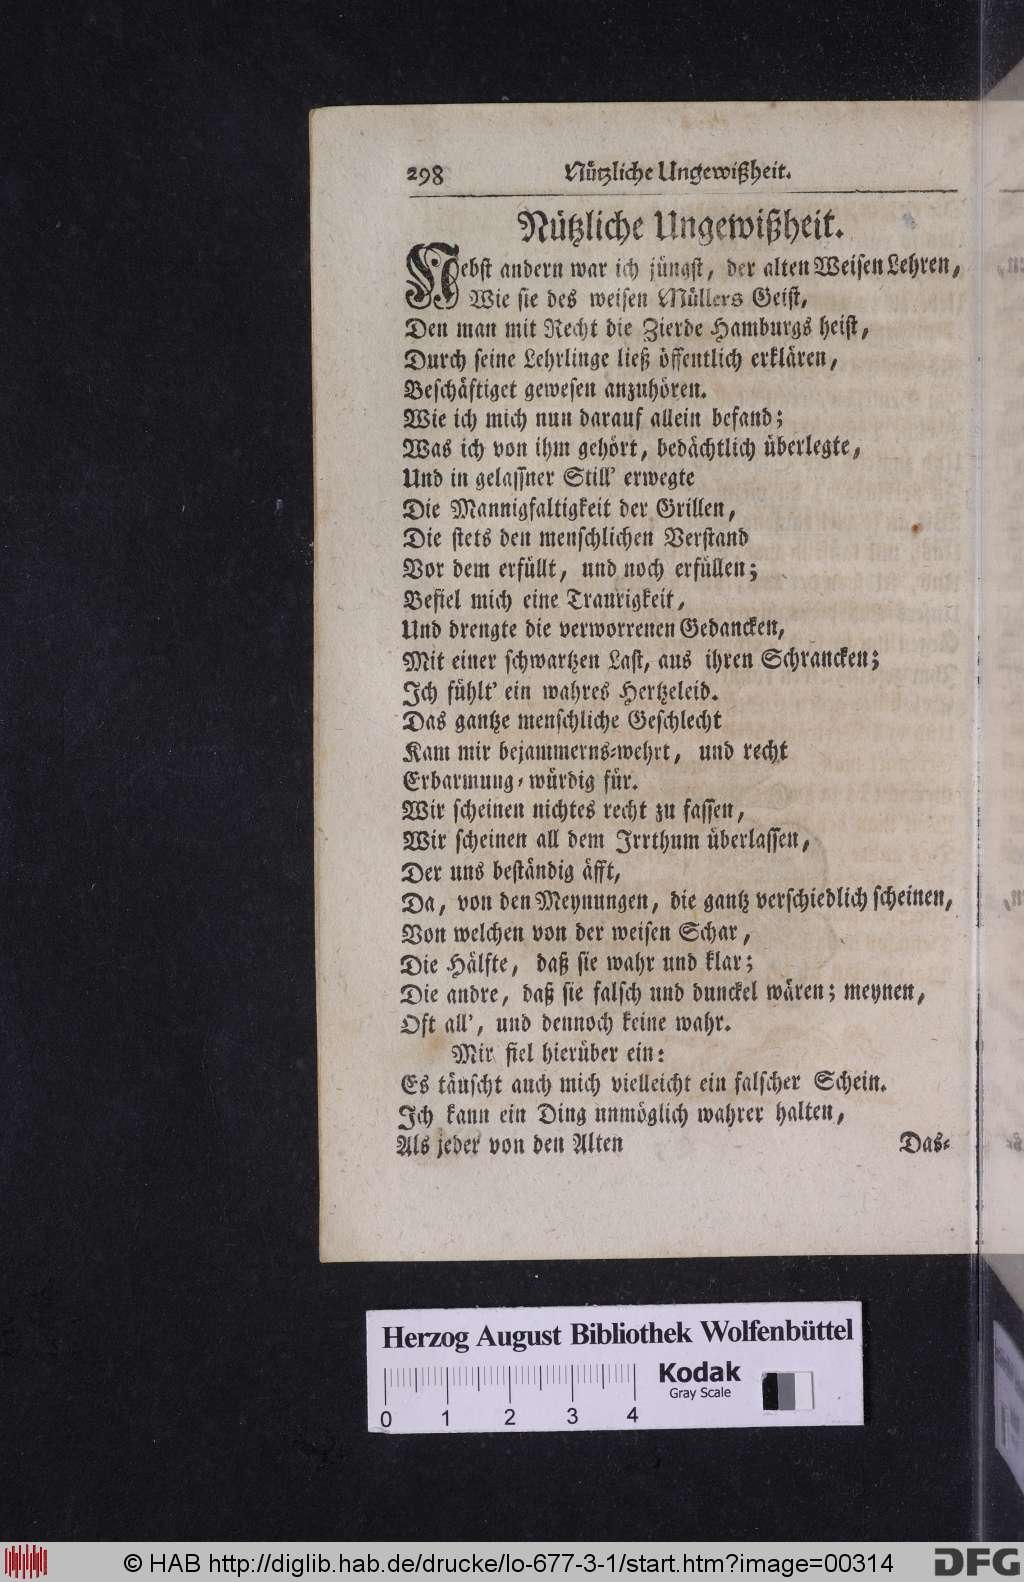 298 Nützliche Ungewißheit.
Nützliche Ungewißheit.
Nebst andern war ich jüngst, der alten Weisen Lehren,
Wie sie des weisen Müllers Geist,
Den man mit Recht die Zierde Hamburgs heist,
Durch seine Lehrlinge ließ öffentlich erklären,
Beschäftiget gewesen anzuhören.
Wie ich mich nun darauf allein befand;
Was ich von ihm gehört, bedächtlich überlegte,
Und in gelassner Still' erwegte
Die Mannigfaltigkeit der Grillen,
Die stets den menschlichen Verstand
Vor dem erfüllt, und noch erfüllen;
Befiel mich eine Traurigkeit,
Und drengte die verworrenen Gedancken,
Mit einer schwartzen Last, aus ihren Schrancken;
Ich fühlt' ein wahres Hertzeleid.
Das gantze menschliche Geschlecht
Kam mir bejammerns-wehrt, und recht
Erbarmung-würdig für.
Wir scheinen nichtes recht zu fassen,
Wir scheinen all dem Irrthum überlassen,
Der uns beständig äfft,
Da, von den Meynungen, die gantz verschiedlich scheinen,
Von welchen von der weisen Schar,
Die Hälfte, daß sie wahr und klar;
Die andre, daß sie falsch und dunckel wären; meynen,
Oft all', und dennoch keine wahr.
Mir fiel hierüber ein:
Es täuscht auch mich vielleicht ein falscher Schein.
Ich kann ein Ding unmöglich wahrer halten,
Als jeder von den Alten
Das-
Herzog August Bibliothek Wolfenbüttel
Kodak
Gray Scale
0 1 2 3 4
© HAB http://diglib.hab.de/drucke/lo-677-3-1/start.htm?image=00314
DFG